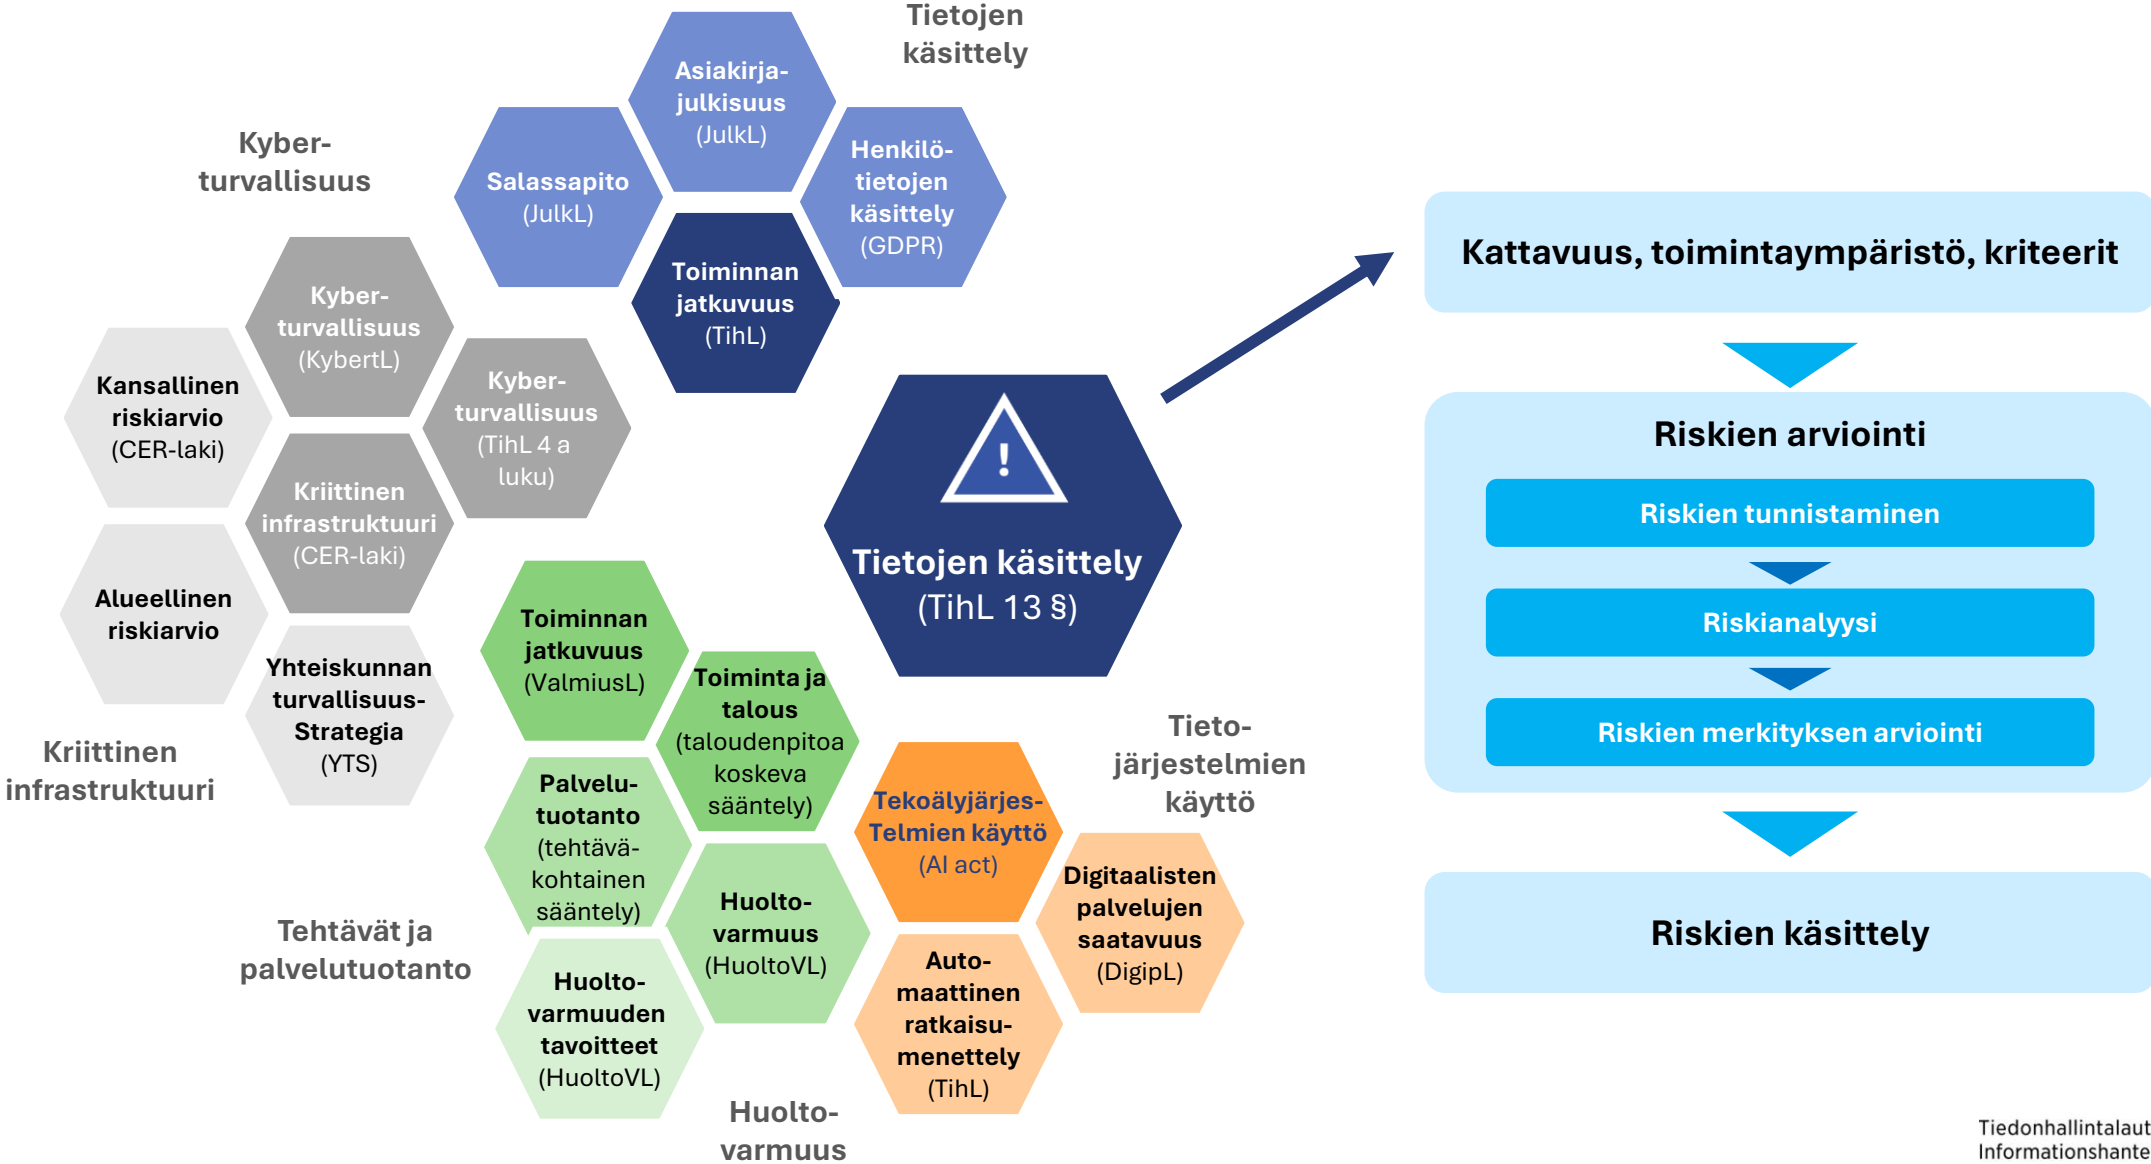 Tietojen
käsittely
Asiakirja-
julkisuus
(JulkL)
Kyber-
turvallisuus
Salassapito
(JulkL)
Henkilö-
tietojen
käsittely
(GDPR)
Toiminnan
jatkuvuus
(TihL)
Kyber-
turvallisuus
(KybertL)
Kansallinen
riskiarvio
(CER-laki)
Kyber-
turvallisuus
(TihL 4 a
luku)
Kriittinen
infrastruktuuri
(CER-laki)
Alueellinen
riskiarvio
Yhteiskunnan
turvallisuus-
Strategia
(YTS)
Kriittinen
infrastruktuuri
!
Tietojen käsittely
(TihL 13 §)
Toiminnan
jatkuvuus
(ValmiusL)
Toiminta ja
talous
(taloudenpitoa
koskeva
sääntely)
Palvelu-
tuotanto
(tehtävä-
kohtainen
sääntely)
Huolto-
varmuus
(HuoltoVL)
Huolto-
varmuuden
tavoitteet
(HuoltoVL)
Tehtävät ja
palvelutuotanto
Huolto-
varmuus
Tieto-
järjestelmien
käyttö
Tekoälyjärjes-
Telmien käyttö
(AI act)
Digitaalisten
palvelujen
saatavuus
(DigipL)
Auto-
maattinen
ratkaisu-
menettely
(TihL)
Kattavuus, toimintaympäristö, kriteerit
Riskien arviointi
Riskien tunnistaminen
Riskianalyysi
Riskien merkityksen arviointi
Riskien käsittely
Tiedonhallintalaut
Informationshante